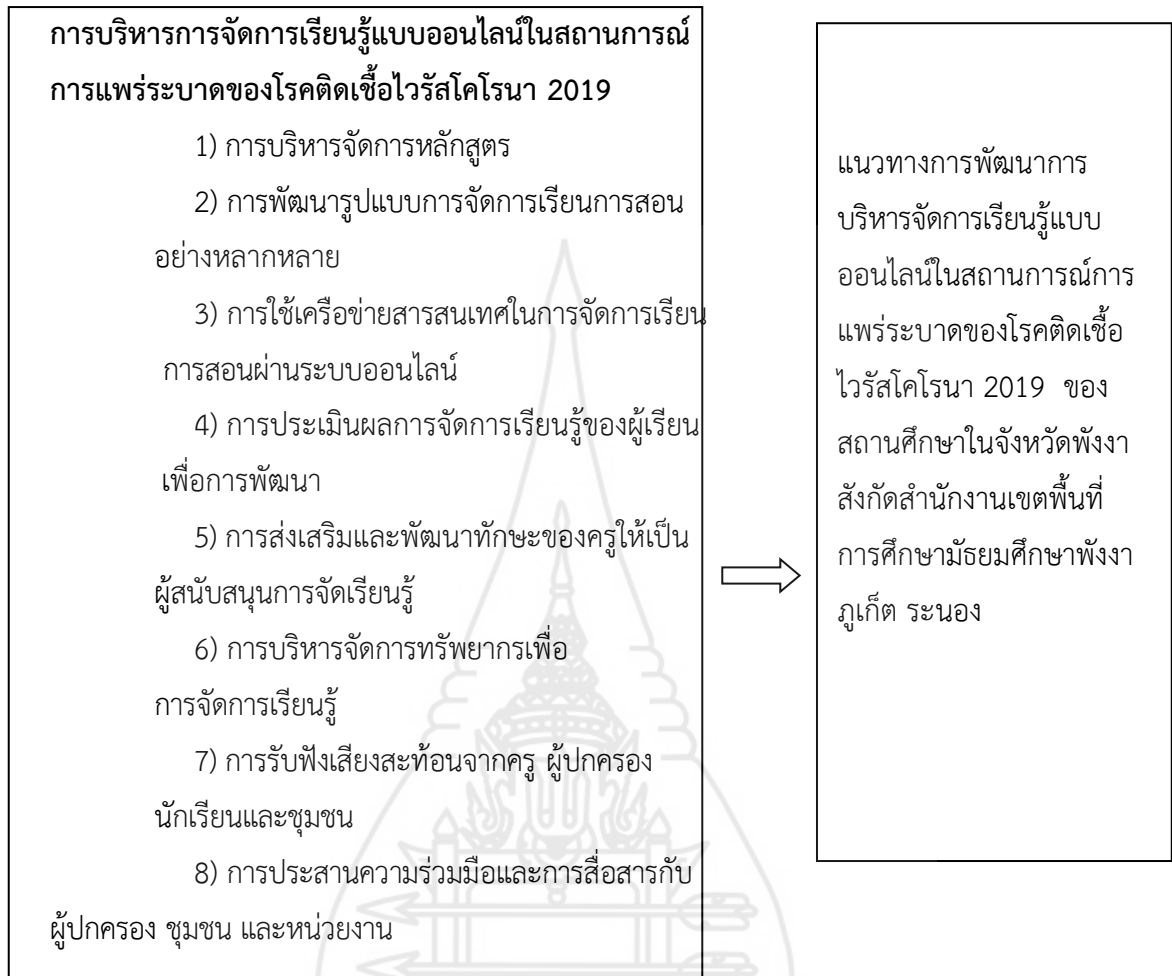 การบริหารการจัดการเรียนรู้แบบออนไลน์ในสถานการณ์
การแพร่ระบาดของโรคติดเชื้อไวรัสโคโรนา 2019
1) การบริหารจัดการหลักสูตร
2) การพัฒนารูปแบบการจัดการเรียนการสอน
อย่างหลากหลาย
3) การใช้เครือข่ายสารสนเทศในการจัดการเรียน
การสอนผ่านระบบออนไลน์
4) การประเมินผลการจัดการเรียนรู้ของผู้เรียน
เพื่อการพัฒนา
5) การส่งเสริมและพัฒนาทักษะของครูให้เป็น
ผู้สนับสนุนการจัดเรียนรู้
6) การบริหารจัดการทรัพยากรเพื่อ
การจัดการเรียนรู้
7) การรับฟังเสียงสะท้อนจากครู ผู้ปกครอง
นักเรียนและชุมชน
8) การประสานความร่วมมือและการสื่อสารกับ
ผู้ปกครอง ชุมชน และหน่วยงาน
แนวทางการพัฒนาการ
บริหารจัดการเรียนรู้แบบ
ออนไลน์ในสถานการณ์การ
แพร่ระบาดของโรคติดเชื้อ
ไวรัสโคโรนา 2019 ของ
สถานศึกษาในจังหวัดพังงา
สังกัดสำนักงานเขตพื้นที่
การศึกษามัธยมศึกษาพังงา
ภูเก็ต ระนอง